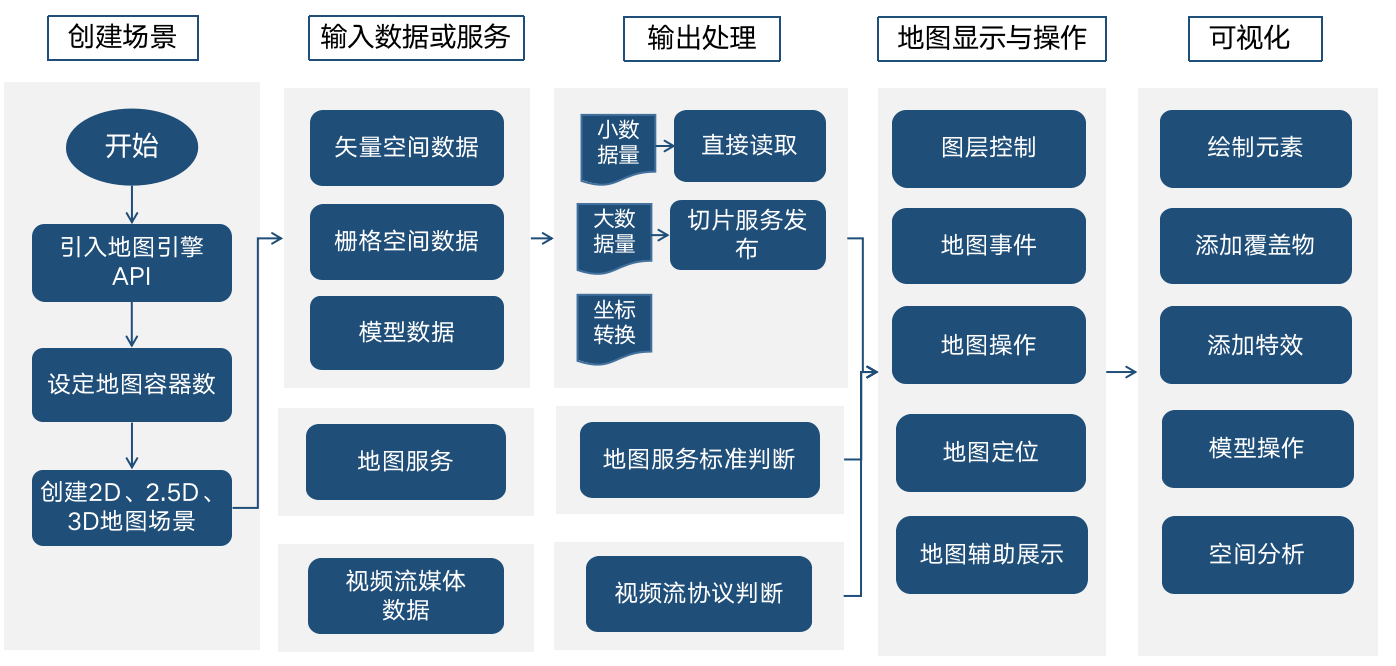 创建场景
输入数据或服务
输出处理
地图显示与操作
可视化
开始
引入地图引擎
API
设定地图容器数
创建2D、2.5D、
3D地图场景
矢量空间数据
栅格空间数据
模型数据
地图服务
视频流媒体
数据
小数
据量
直接读取
大数
据量
切片服务发
布
坐标
转换
地图服务标准判断
视频流协议判断
图层控制
地图事件
地图操作
地图定位
地图辅助展示
绘制元素
添加覆盖物
添加特效
模型操作
空间分析